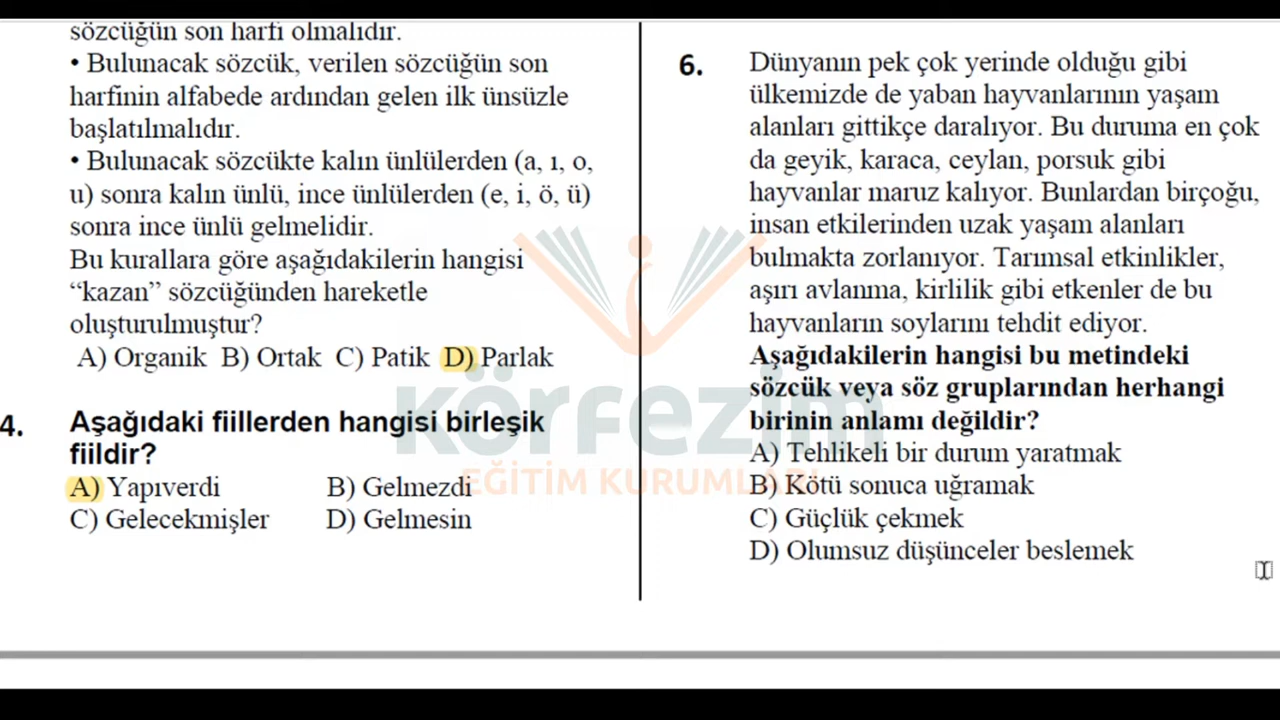 sözcüğün son harfi olmalıdır.
• Bulunacak sözcük, verilen sözcüğün son
harfinin alfabede ardından gelen ilk ünsüzle
başlatılmalıdır.
• Bulunacak sözcükte kalın ünlülerden (a, ı, o,
u) sonra kalın ünlü, ince ünlülerden (e, i, ö, ü)
sonra ince ünlü gelmelidir.
Bu kurallara göre aşağıdakilerin hangisi
“kazan” sözcüğünden hareketle
oluşturulmuştur?
A) Organik B) Ortak C) Patik D) Parlak
4. Aşağıdaki fiillerden hangisi birleşik
fiildir?
A) Yapıverdi B) Gelmezdi
C) Gelecekmişler D) Gelmesin
6. Dünyanın pek çok yerinde olduğu gibi
ülkemizde de yaban hayvanlarının yaşam
alanları gittikçe daralıyor. Bu duruma en çok
da geyik, karaca, ceylan, porsuk gibi
hayvanlar maruz kalıyor. Bunlardan birçoğu,
insan etkilerinden uzak yaşam alanları
bulmakta zorlanıyor. Tarımsal etkinlikler,
aşırı avlanma, kirlilik gibi etkenler de bu
hayvanların soylarını tehdit ediyor.
Aşağıdakilerin hangisi bu metindeki
sözcük veya söz gruplarından herhangi
birinin anlamı değildir?
A) Tehlikeli bir durum yaratmak
B) Kötü sonuca uğramak
C) Güçlük çekmek
D) Olumsuz düşünceler beslemek
körfezim
EĞİTİM KURUMLARI